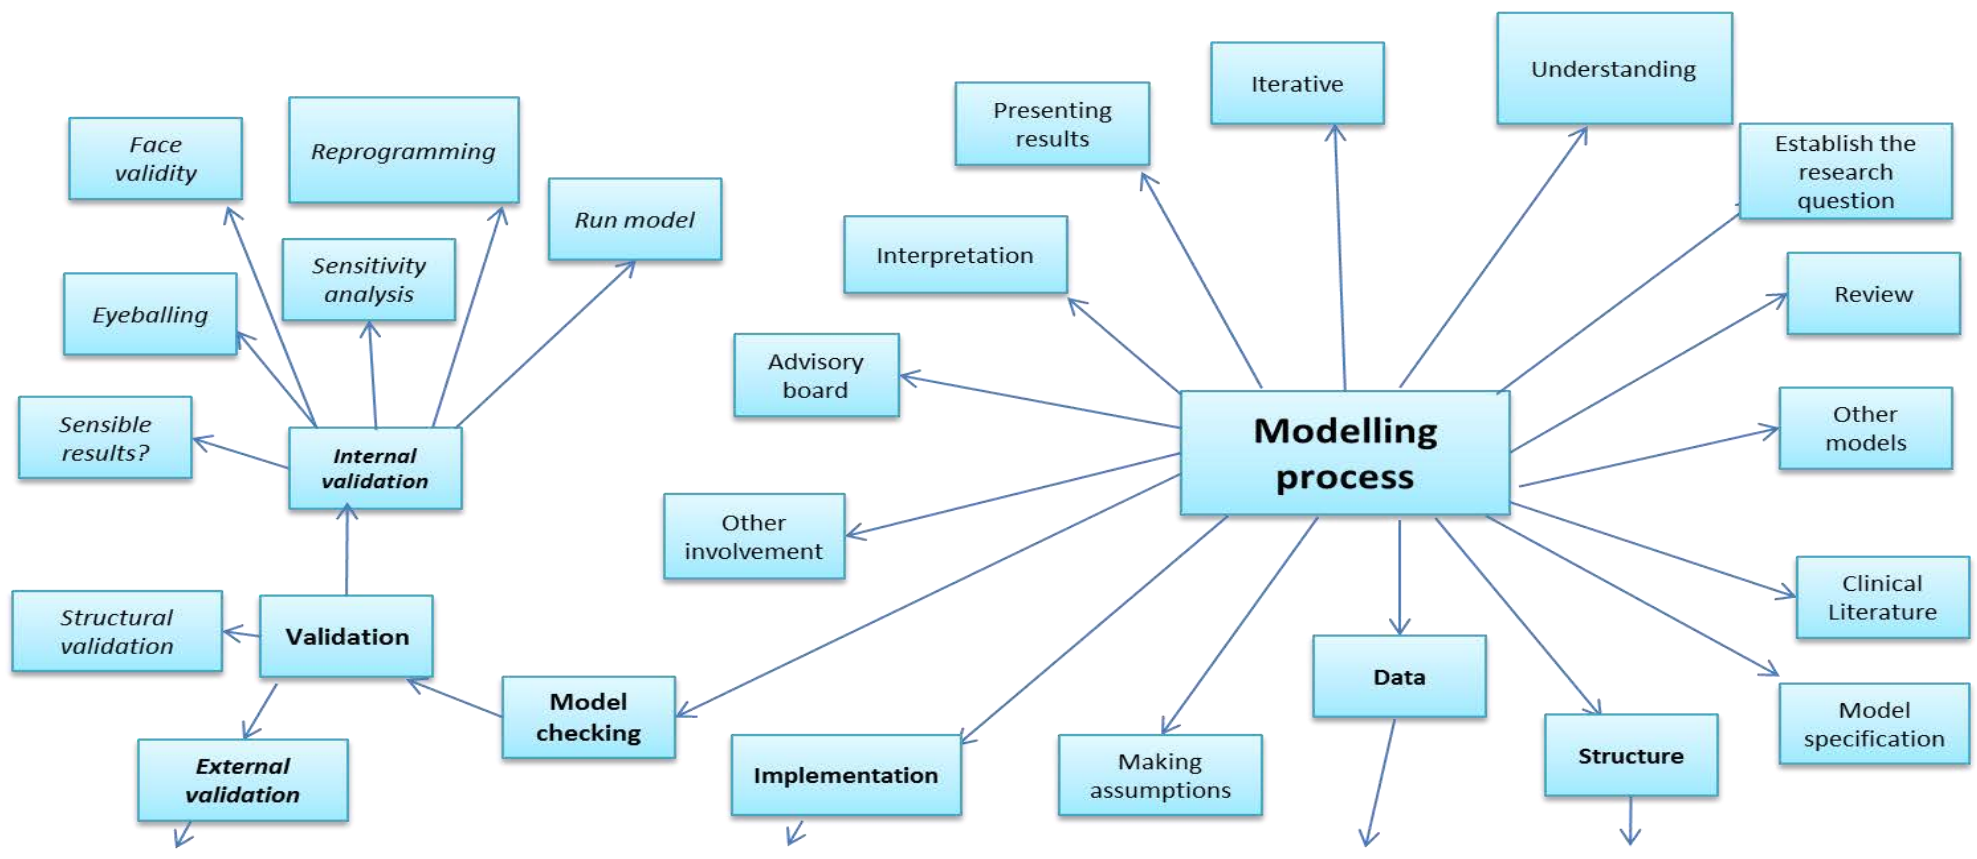 Understanding
Iterative
Presenting
results
Establish the
research
question
Face
validity
Reprogramming
Run model
Interpretation
Sensitivity
analysis
Review
Eyeballing
Advisory
board
Other
models
Sensible
results?
Modelling
process
Internal
validation
Other
involvement
Clinical
Literature
Structural
validation
Validation
Data
Model
checking
Model
specification
Structure
External
validation
Implementation
Making
assumptions